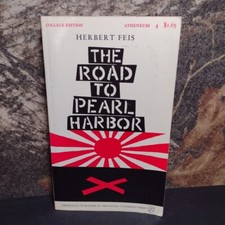 COLLEGE EDITION ATHENEUM 4 $1.65
HERBERT FEIS
THE
ROAD
TO
PEARL
HARBOR